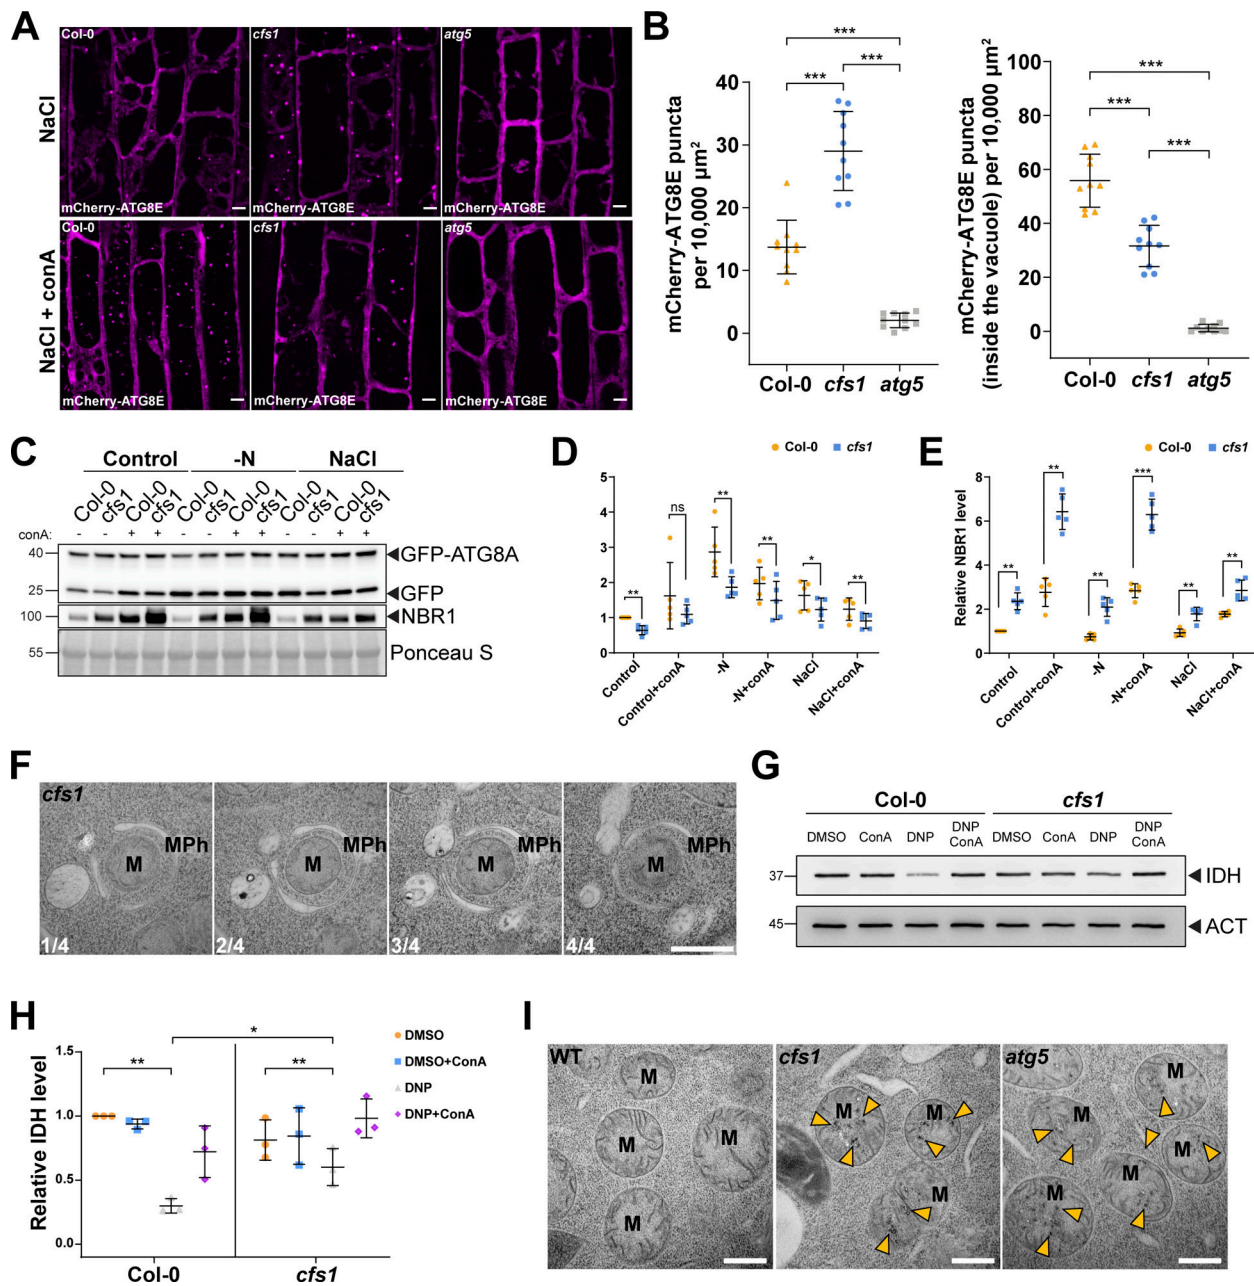 A
Col-0
cfs1
atg5
NaCl
mCherry-ATG8E
mCherry-ATG8E
mCherry-ATG8E
Col-0
cfs1
atg5
NaCl + conA
mCherry-ATG8E
mCherry-ATG8E
mCherry-ATG8E
B
mCherry-ATG8E puncta
per 10,000 µm²
40
30
20
10
0
***
***
***
Col-0
cfs1
atg5
mCherry-ATG8E puncta
(inside the vacuole) per 10,000 µm²
100
80
60
40
20
0
***
***
***
Col-0
cfs1
atg5
C
Control
-N
NaCl
Col-0 cfs1 Col-0 cfs1 Col-0 cfs1 Col-0 cfs1 Col-0 cfs1 Col-0 cfs1
conA: - - + + - - + + - - + +
40 GFP-ATG8A
25 GFP
100 NBR1
55 Ponceau S
D
Col-0
cfs1
5
4
3
2
1
0
**
ns
**
**
*
**
Control
Control+conA
-N
-N+conA
NaCl
NaCl+conA
E
Col-0
cfs1
Relative NBR1 level
8
6
4
2
0
**
**
**
***
**
**
Control
Control+conA
-N
-N+conA
NaCl
NaCl+conA
F
cfs1
M
MPh
1/4
M
MPh
2/4
M
MPh
3/4
M
MPh
4/4
G
Col-0
cfs1
DMSO ConA DNP DNP ConA DMSO ConA DNP DNP ConA
37 IDH
45 ACT
H
Relative IDH level
1.5
1.0
0.5
0.0
**
*
**
Col-0
cfs1
DMSO
DMSO+ConA
DNP
DNP+ConA
I
WT
M
M
M
M
cfs1
M
M
M
atg5
M
M
M
M
M